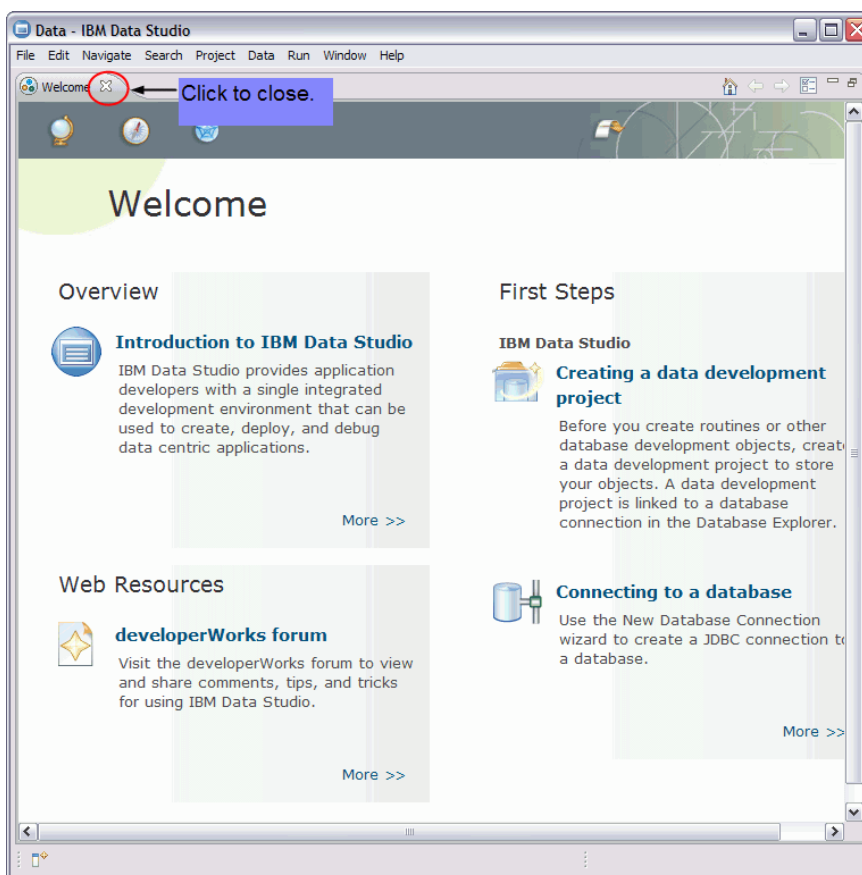 Data - IBM Data Studio
File Edit Navigate Search Project Data Run Window Help
Welcome
Click to close.
Welcome
Overview
Introduction to IBM Data Studio
IBM Data Studio provides application
developers with a single integrated
development environment that can be
used to create, deploy, and debug
data centric applications.
More >>
Web Resources
developerWorks forum
Visit the developerWorks forum to view
and share comments, tips, and tricks
for using IBM Data Studio.
More >>
First Steps
IBM Data Studio
Creating a data development
project
Before you create routines or other
database development objects, creat
a data development project to store
your objects. A data development
project is linked to a database
connection in the Database Explorer.
Connecting to a database
Use the New Database Connection
wizard to create a JDBC connection to
a database.
More >>